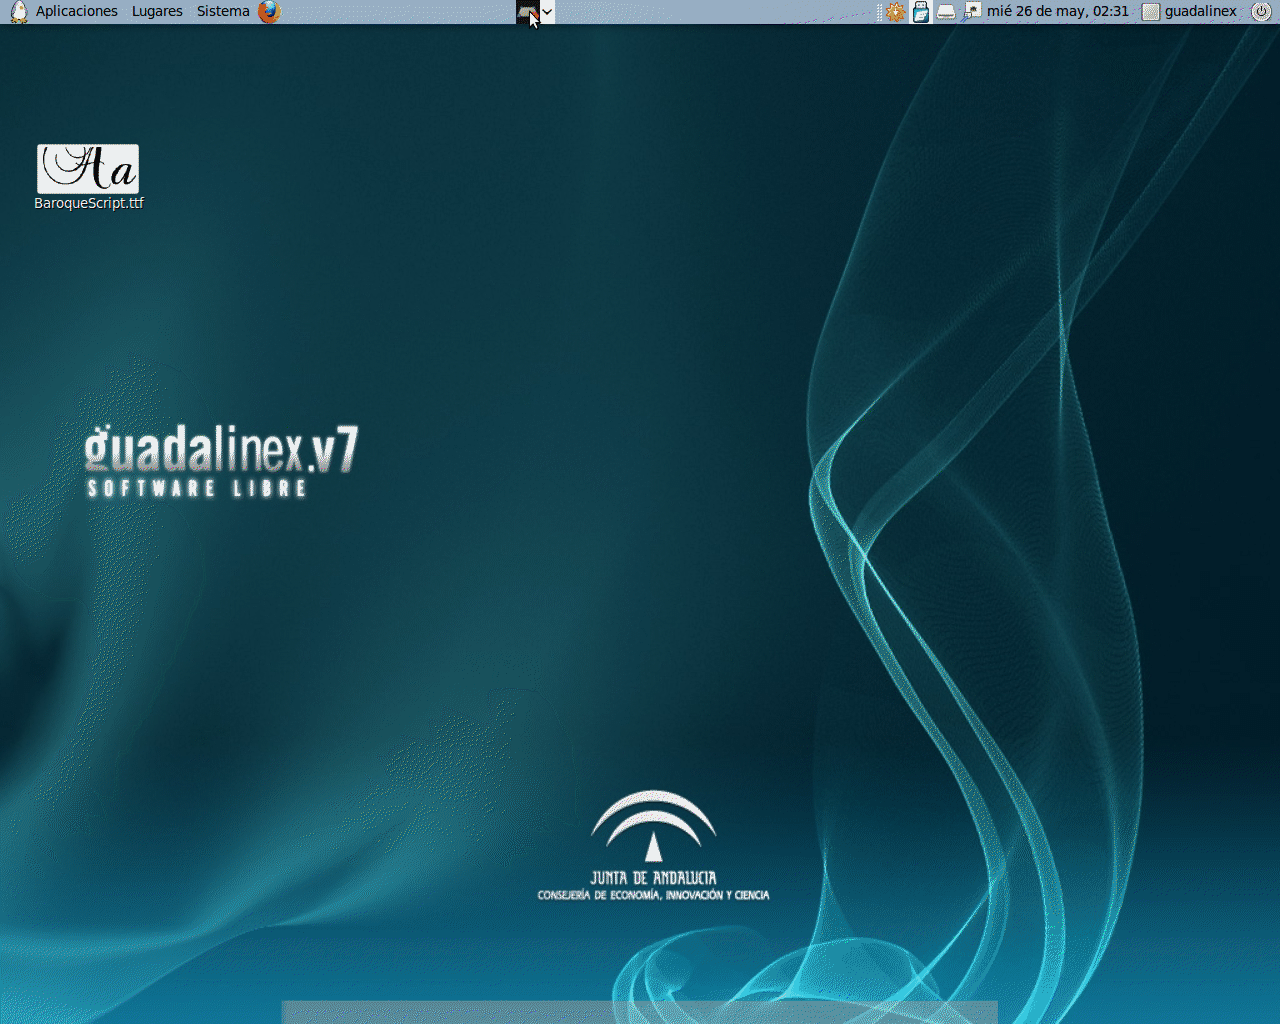 Aplicaciones Lugares Sistema mié 26 de may, 02:31 guadalinex
Aa
BaroqueScript.ttf
guadalinex.v7
SOFTWARE LIBRE
JUNTA DE ANDALUCIA
CONSEJERÍA DE ECONOMÍA, INNOVACIÓN Y CIENCIA